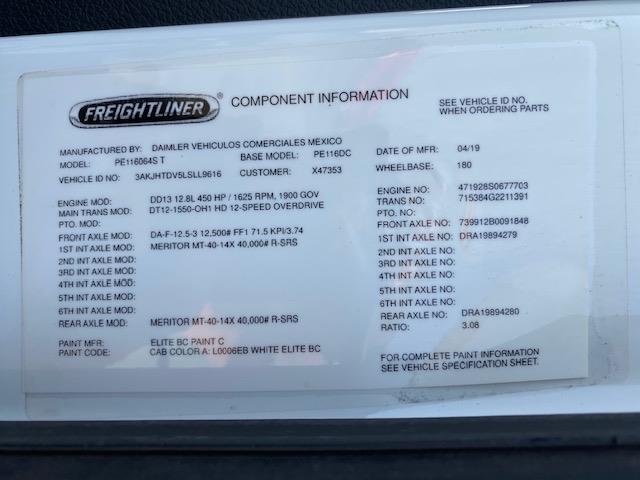 FREIGHTLINER® COMPONENT INFORMATION SEE VEHICLE ID NO.
WHEN ORDERING PARTS
MANUFACTURED BY: DAIMLER VEHICULOS COMERCIALES MEXICO DATE OF MFR: 04/19
MODEL: PE116064S T BASE MODEL: PE116DC WHEELBASE: 180
VEHICLE ID NO: 3AKJHTDV5LSLL9616 CUSTOMER: X47353
ENGINE MOD: DD13 12.8L 450 HP / 1625 RPM, 1900 GOV ENGINE NO: 471928S0677703
MAIN TRANS MOD: DT12-1550-OH1 HD 12-SPEED OVERDRIVE TRANS NO: 715384G2211391
PTO. MOD: PTO. NO:
FRONT AXLE MOD: DA-F-12.5-3 12,500# FF1 71.5 KPI/3.74 FRONT AXLE NO: 739912B0091848
1ST INT AXLE MOD: MERITOR MT-40-14X 40,000# R-SRS 1ST INT AXLE NO: DRA19894279
2ND INT AXLE MOD: 2ND INT AXLE NO:
3RD INT AXLE MOD: 3RD INT AXLE NO:
4TH INT AXLE MOD: 4TH INT AXLE NO:
5TH INT AXLE MOD: 5TH INT AXLE NO:
6TH INT AXLE MOD: 6TH INT AXLE NO:
REAR AXLE MOD: MERITOR MT-40-14X 40,000# R-SRS REAR AXLE NO: DRA19894280
RATIO: 3.08
PAINT MFR: ELITE BC PAINT C
PAINT CODE: CAB COLOR A: L0006EB WHITE ELITE BC FOR COMPLETE PAINT INFORMATION
SEE VEHICLE SPECIFICATION SHEET.